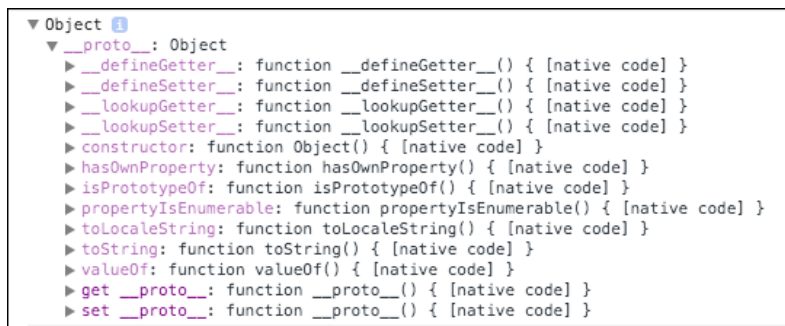 ▼ Object i
▼ __proto__: Object
▶ __defineGetter__: function __defineGetter__() { [native code] }
▶ __defineSetter__: function __defineSetter__() { [native code] }
▶ __lookupGetter__: function __lookupGetter__() { [native code] }
▶ __lookupSetter__: function __lookupSetter__() { [native code] }
▶ constructor: function Object() { [native code] }
▶ hasOwnProperty: function hasOwnProperty() { [native code] }
▶ isPrototypeOf: function isPrototypeOf() { [native code] }
▶ propertyIsEnumerable: function propertyIsEnumerable() { [native code] }
▶ toLocaleString: function toLocaleString() { [native code] }
▶ toString: function toString() { [native code] }
▶ valueOf: function valueOf() { [native code] }
▶ get __proto__: function __proto__() { [native code] }
▶ set __proto__: function __proto__() { [native code] }